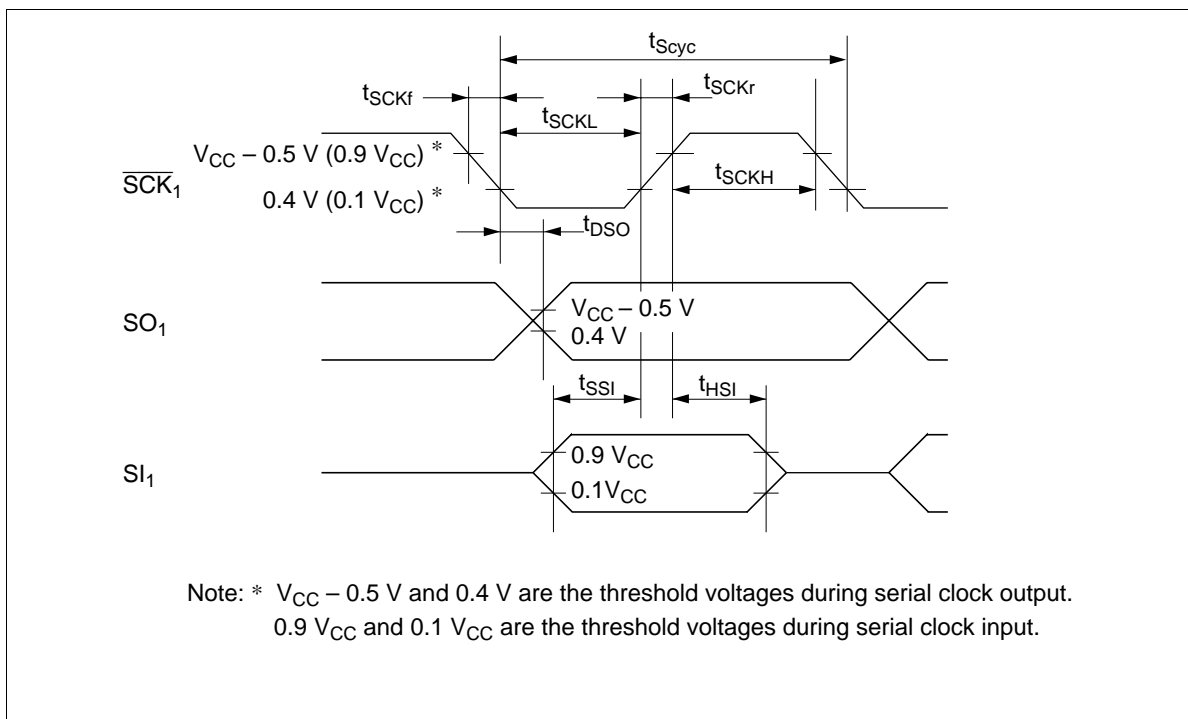 tScyc
tSCKf
tSCKr
tSCKL
VCC – 0.5 V (0.9 VCC) *
tSCKH
SCK1
0.4 V (0.1 VCC) *
tDSO
SO1
VCC – 0.5 V
0.4 V
tSSI
tHSI
0.9 VCC
SI1
0.1VCC
Note: * VCC – 0.5 V and 0.4 V are the threshold voltages during serial clock output.
0.9 VCC and 0.1 VCC are the threshold voltages during serial clock input.